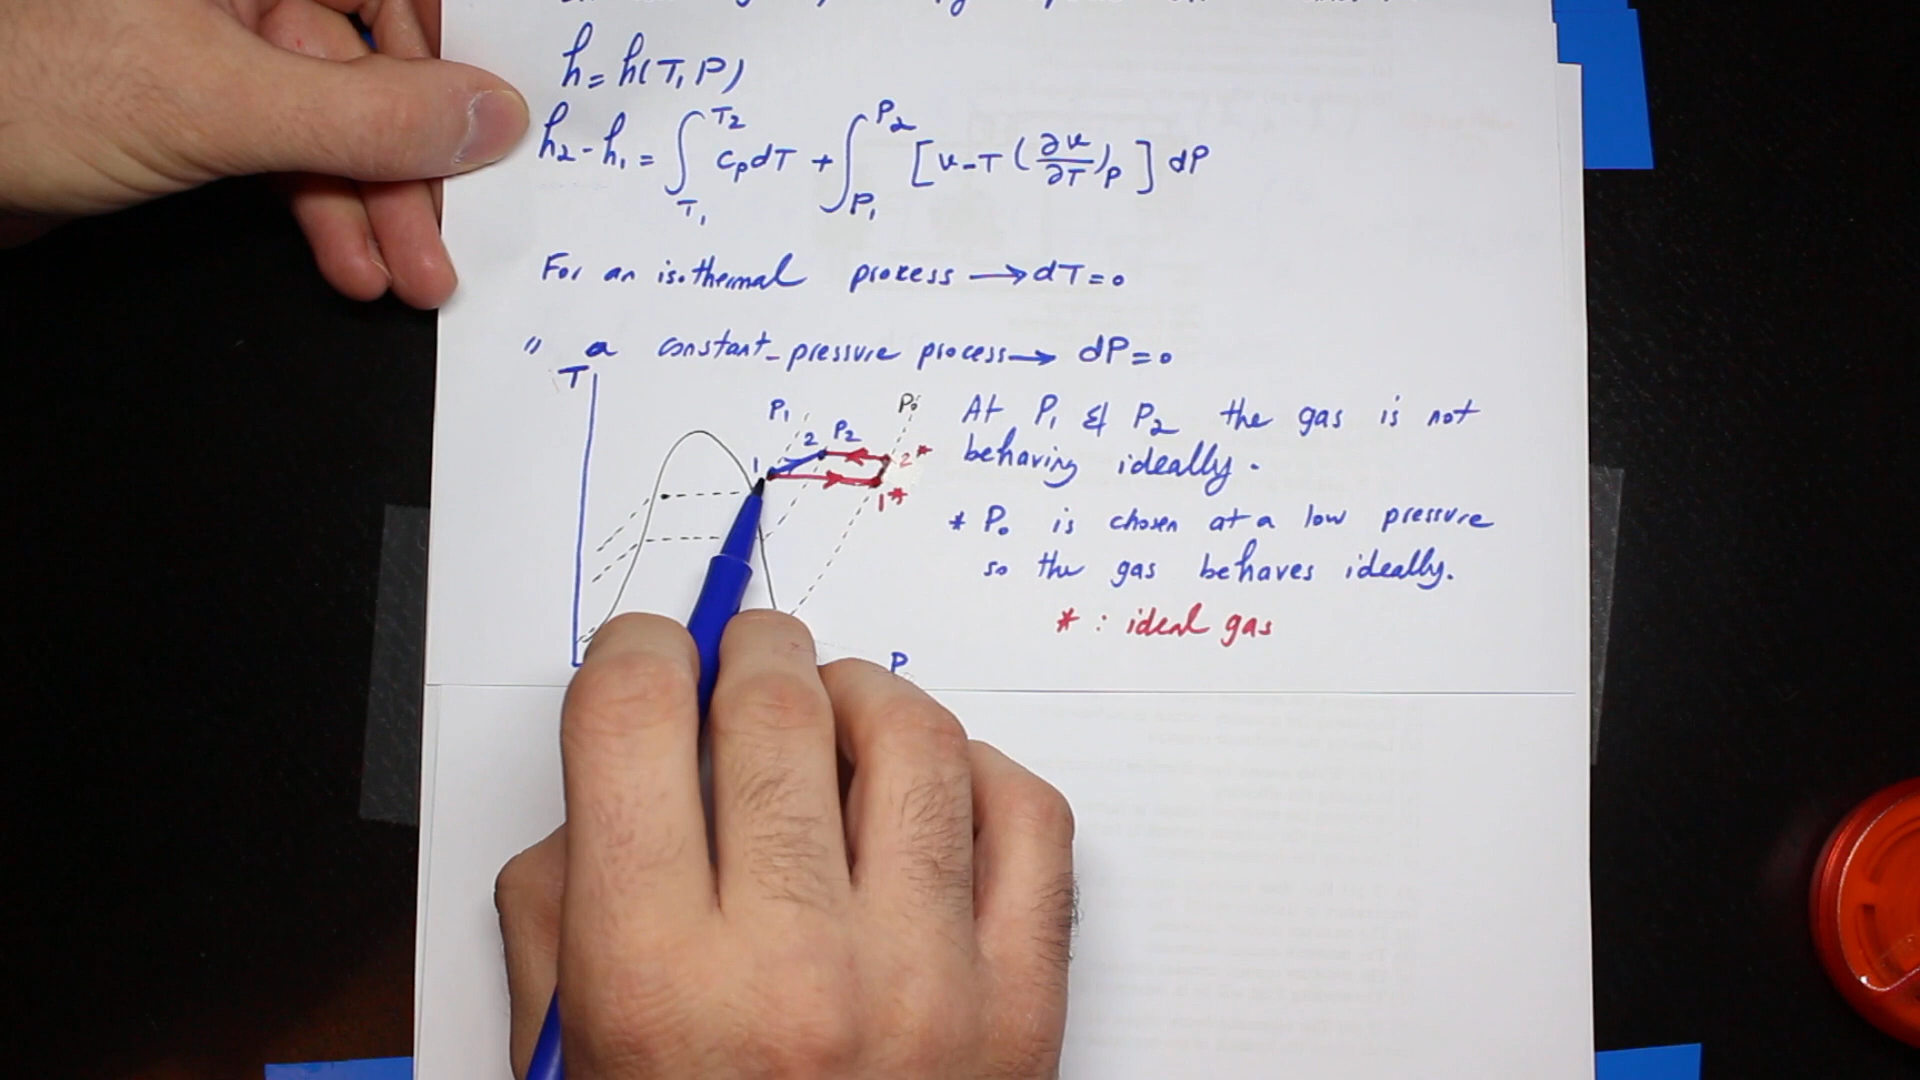 h = h(T, P)
h₂ - h₁ = ∫_{T₁}^{T₂} C_p dT + ∫_{P₁}^{P₂} [v - T (∂v/∂T)_P] dP
For an isothermal process → dT = 0
" a constant-pressure process → dP = 0
T
P₁
P₀
2
P₂
1
2*
1*
P
At P₁ & P₂ the gas is not
behaving ideally.
* P₀ is chosen at a low pressure
so the gas behaves ideally.
* : ideal gas